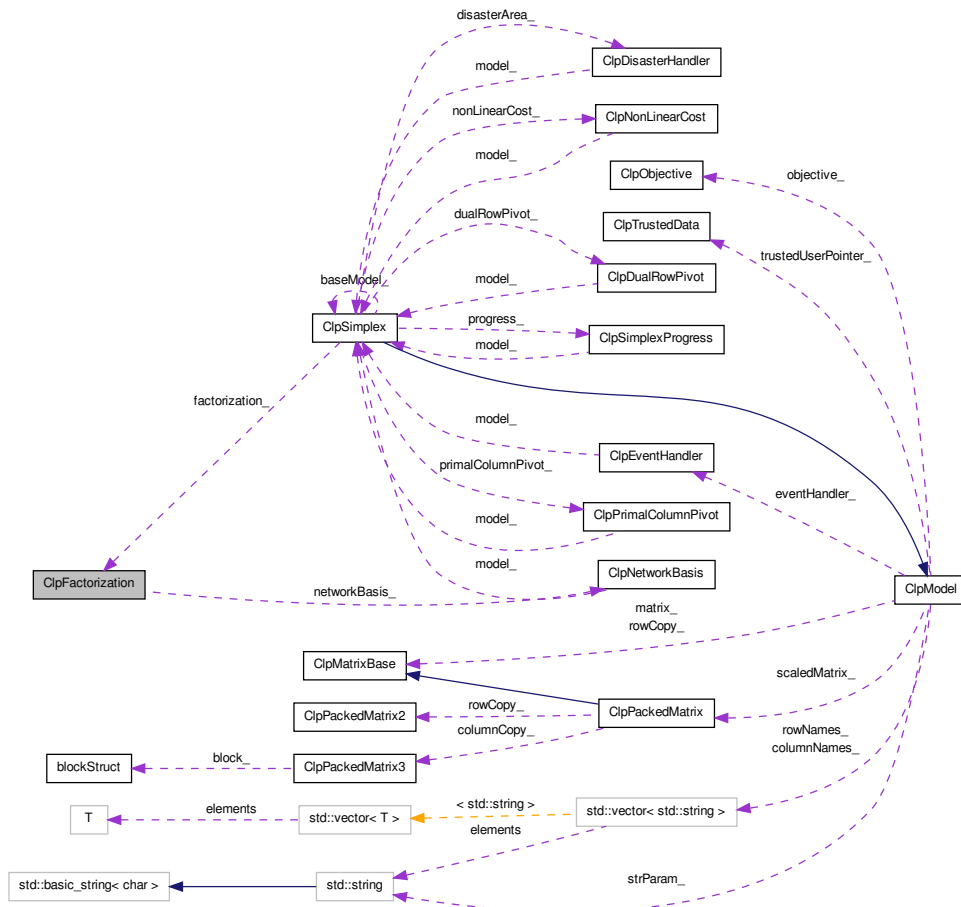 disasterArea_
ClpDisasterHandler
model_
nonLinearCost_
ClpNonLinearCost
model_
ClpObjective
objective_
dualRowPivot_
ClpTrustedData
trustedUserPointer_
baseModel_
model_
ClpDualRowPivot
ClpSimplex
progress_
ClpSimplexProgress
model_
factorization_
model_
ClpEventHandler
primalColumnPivot_
eventHandler_
ClpPrimalColumnPivot
model_
model_
ClpNetworkBasis
ClpFactorization
networkBasis_
ClpModel
matrix_
rowCopy_
ClpMatrixBase
scaledMatrix_
ClpPackedMatrix2
rowCopy_
ClpPackedMatrix
columnCopy_
rowNames_
columnNames_
blockStruct
block_
ClpPackedMatrix3
T
elements
std::vector< T >
< std::string >
std::vector< std::string >
elements
std::basic_string< char >
std::string
strParam_